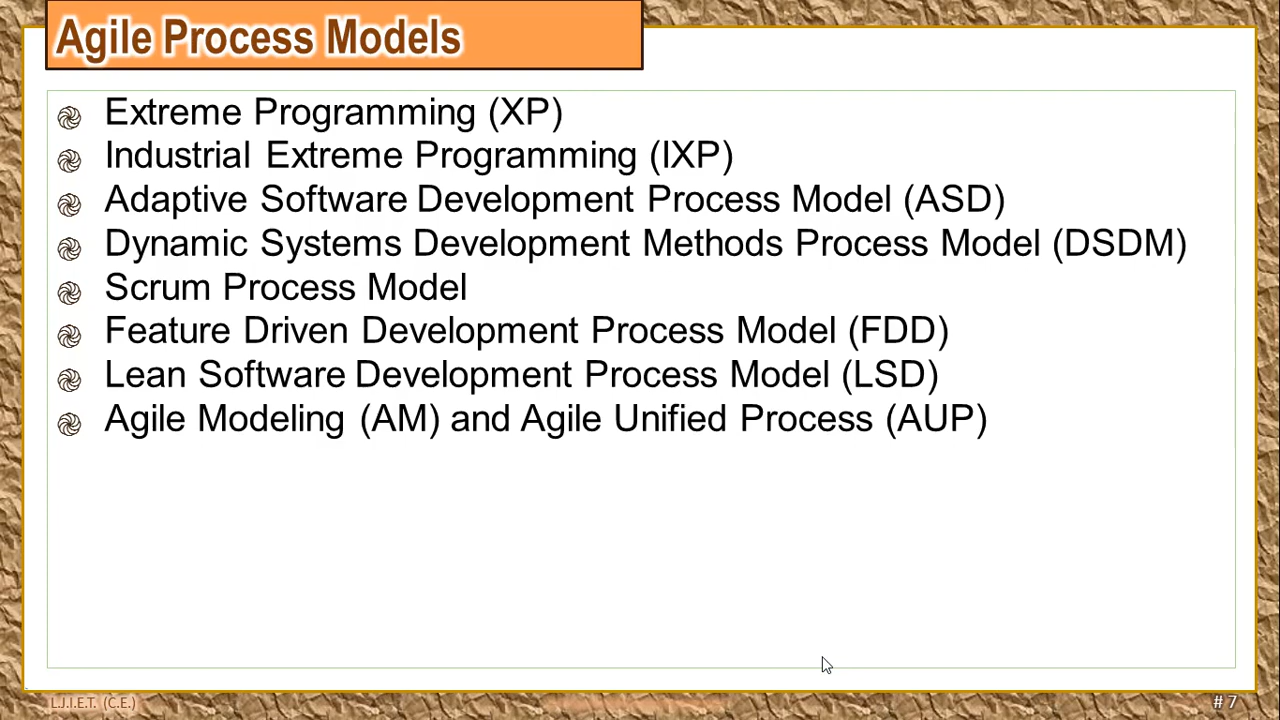 Agile Process Models
Extreme Programming (XP)
Industrial Extreme Programming (IXP)
Adaptive Software Development Process Model (ASD)
Dynamic Systems Development Methods Process Model (DSDM)
Scrum Process Model
Feature Driven Development Process Model (FDD)
Lean Software Development Process Model (LSD)
Agile Modeling (AM) and Agile Unified Process (AUP)
L.J.I.E.T. (C.E.)
# 7